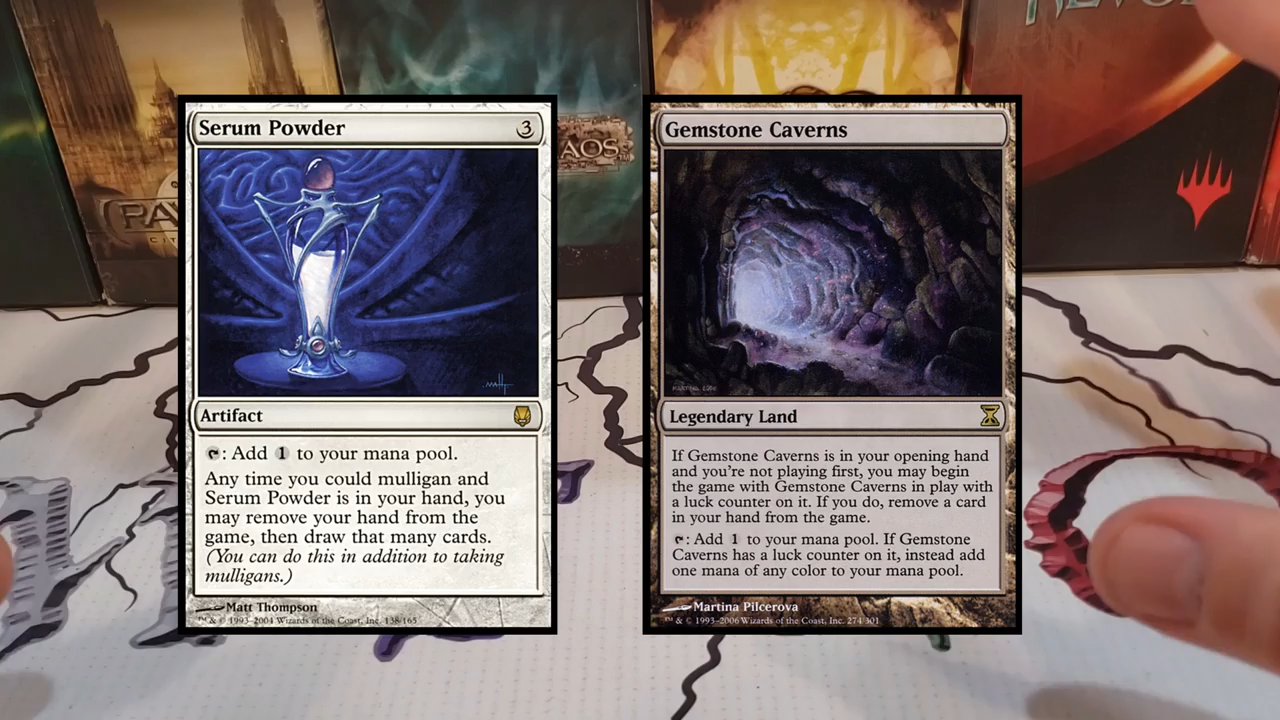 Serum Powder 3
Artifact
: Add 1 to your mana pool.
Any time you could mulligan and
Serum Powder is in your hand, you
may remove your hand from the
game, then draw that many cards.
(You can do this in addition to taking
mulligans.)
Matt Thompson
™ & © 1993–2004 Wizards of the Coast, Inc. 138/165
Gemstone Caverns
MARTINA
Legendary Land
If Gemstone Caverns is in your opening hand
and you're not playing first, you may begin
the game with Gemstone Caverns in play with
a luck counter on it. If you do, remove a card
in your hand from the game.
: Add 1 to your mana pool. If Gemstone
Caverns has a luck counter on it, instead add
one mana of any color to your mana pool.
Martina Pilcerova
™ & © 1993–2006 Wizards of the Coast, Inc. 274/301